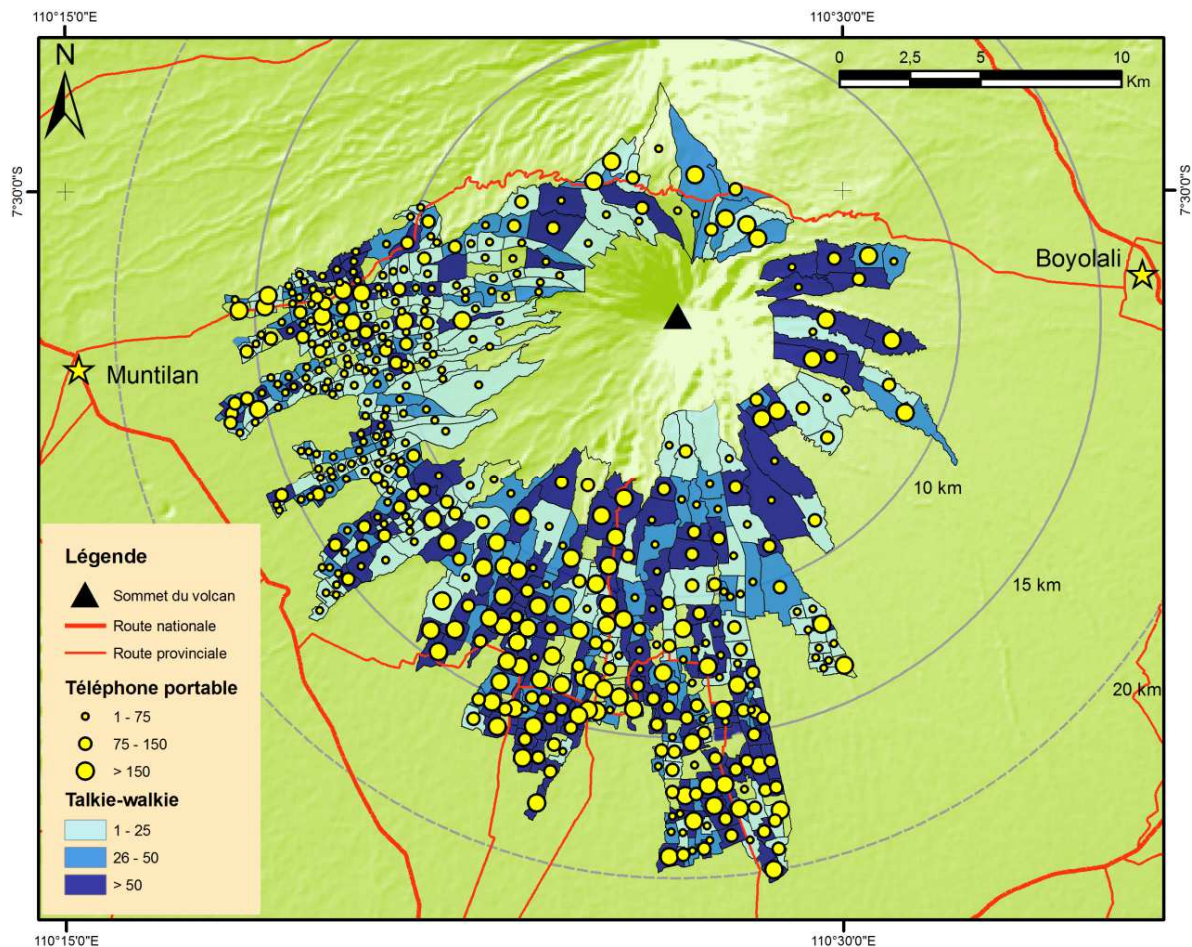 110°15'0"E
110°30'0"E
N
0
2,5
5
10
Km
7°30'0"S
7°30'0"S
Boyolali
Muntilan
10 km
15 km
20 km
Légende
Sommet du volcan
Route nationale
Route provinciale
Téléphone portable
1 - 75
75 - 150
> 150
Talkie-walkie
1 - 25
26 - 50
> 50
110°15'0"E
110°30'0"E